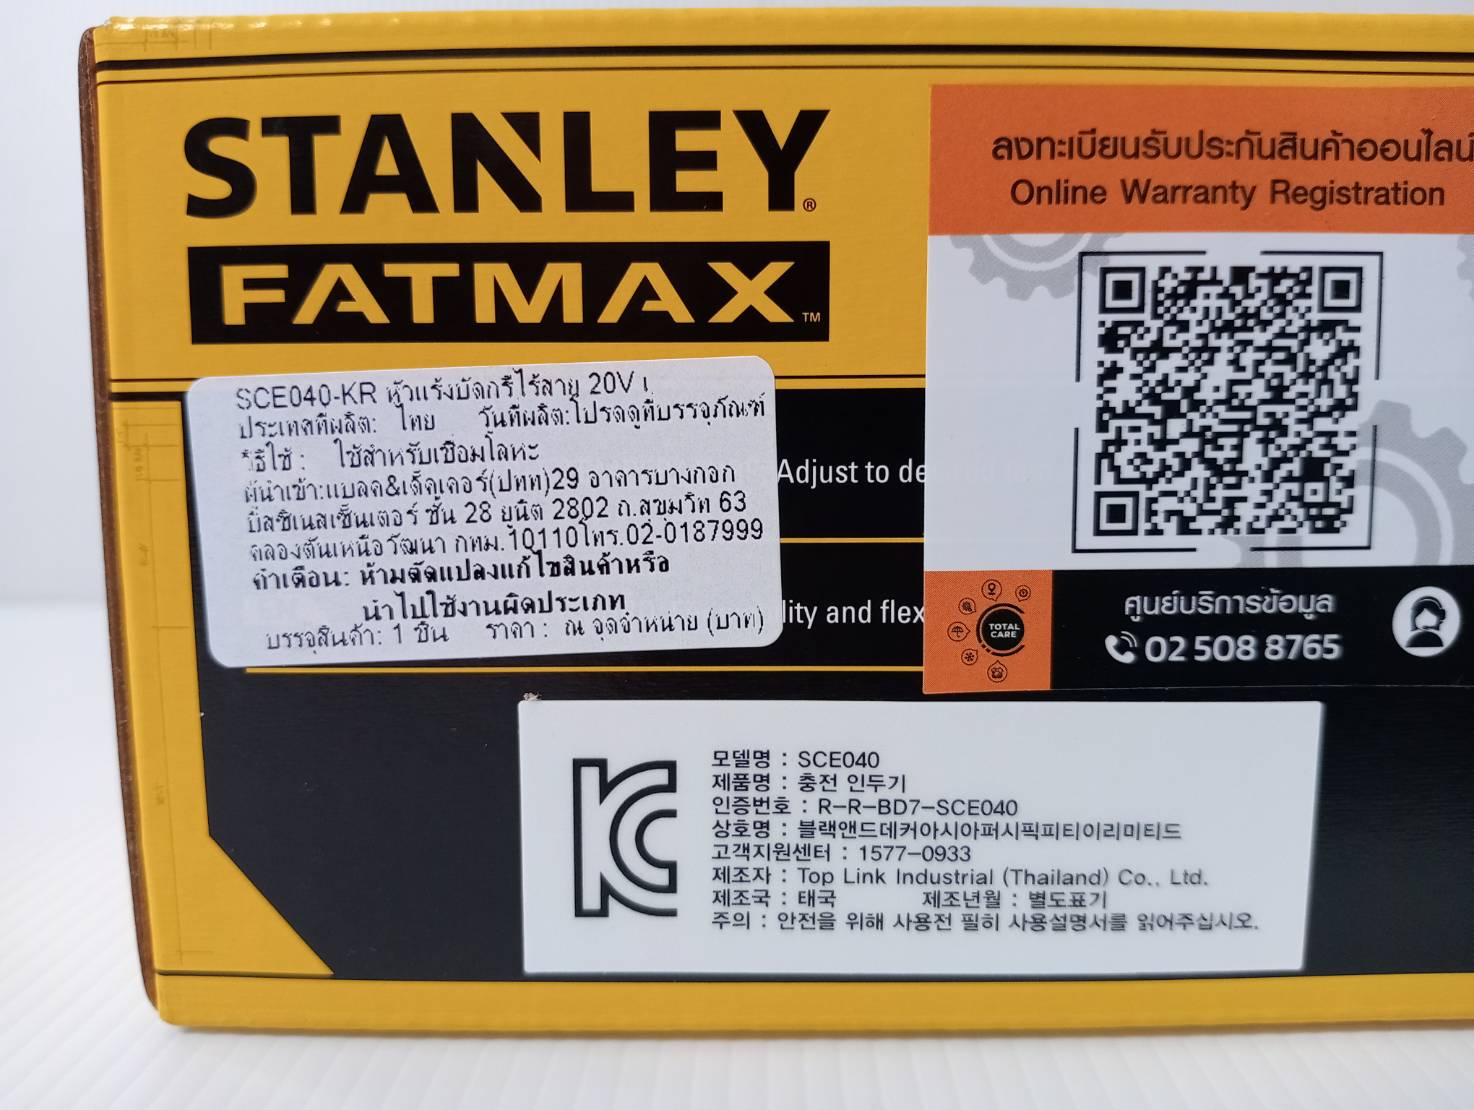 STANLEY®
FATMAX™
ลงทะเบียนรับประกันสินค้าออนไลน์
Online Warranty Registration
SCE040-KR หัวแร้งบัดกรีไร้สาย 20V
ประเทศที่ผลิต: ไทย วันที่ผลิต:โปรดดูที่บรรจุภัณฑ์
วิธีใช้ : ใช้สำหรับเชื่อมโลหะ
ผู้นำเข้า:แบลค&เด็คเคอร์(ปทท)29 อาคารบางกอก
บิสซิเนสเซ็นเตอร์ ชั้น 28 ยูนิต 2802 ถ.สุขุมวิท 63
คลองตันเหนือวัฒนา กทม.10110โทร.02-0187999
คำเตือน: ห้ามดัดแปลงแก้ไขสินค้าหรือ
นำไปใช้งานผิดประเภท
บรรจุสินค้า: 1 ชิ้น ราคา : ณ จุดจำหน่าย (บาท)
Adjust to de
lity and flex
TOTAL
CARE
ศูนย์บริการข้อมูล
02 508 8765
모델명 : SCE040
제품명 : 충전 인두기
인증번호 : R-R-BD7-SCE040
상호명 : 블랙앤드데커아시아퍼시픽피티이리미티드
고객지원센터 : 1577-0933
제조자 : Top Link Industrial (Thailand) Co., Ltd.
제조국 : 태국 제조년월 : 별도표기
주의 : 안전을 위해 사용전 필히 사용설명서를 읽어주십시오.